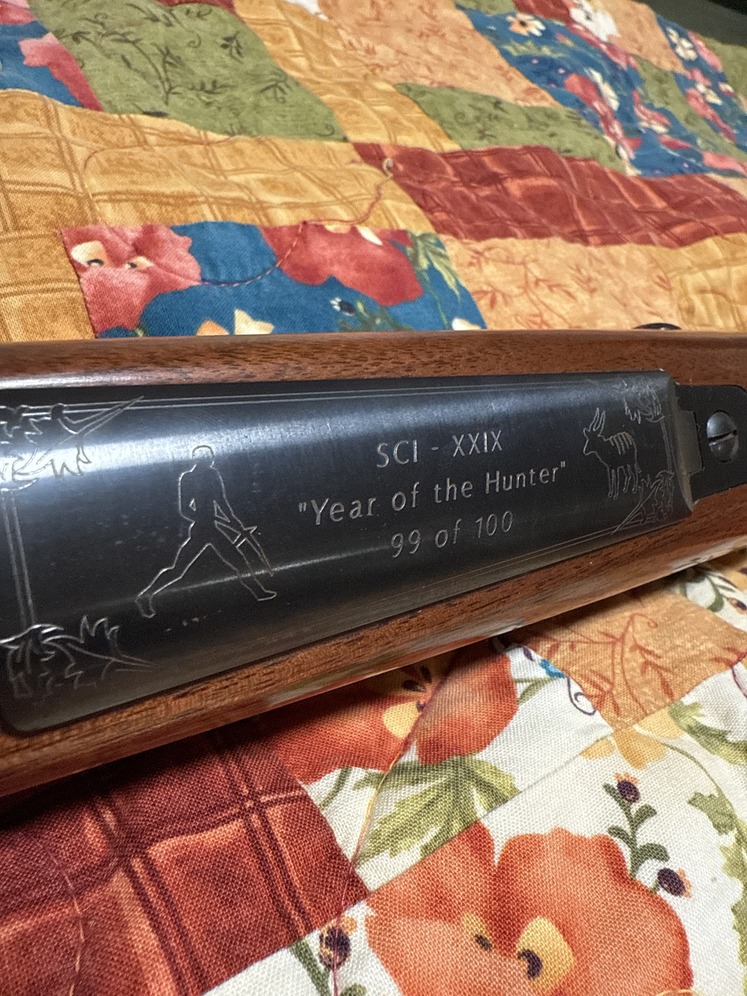 SCI - XXIX
"Year of the Hunter"
99 of 100